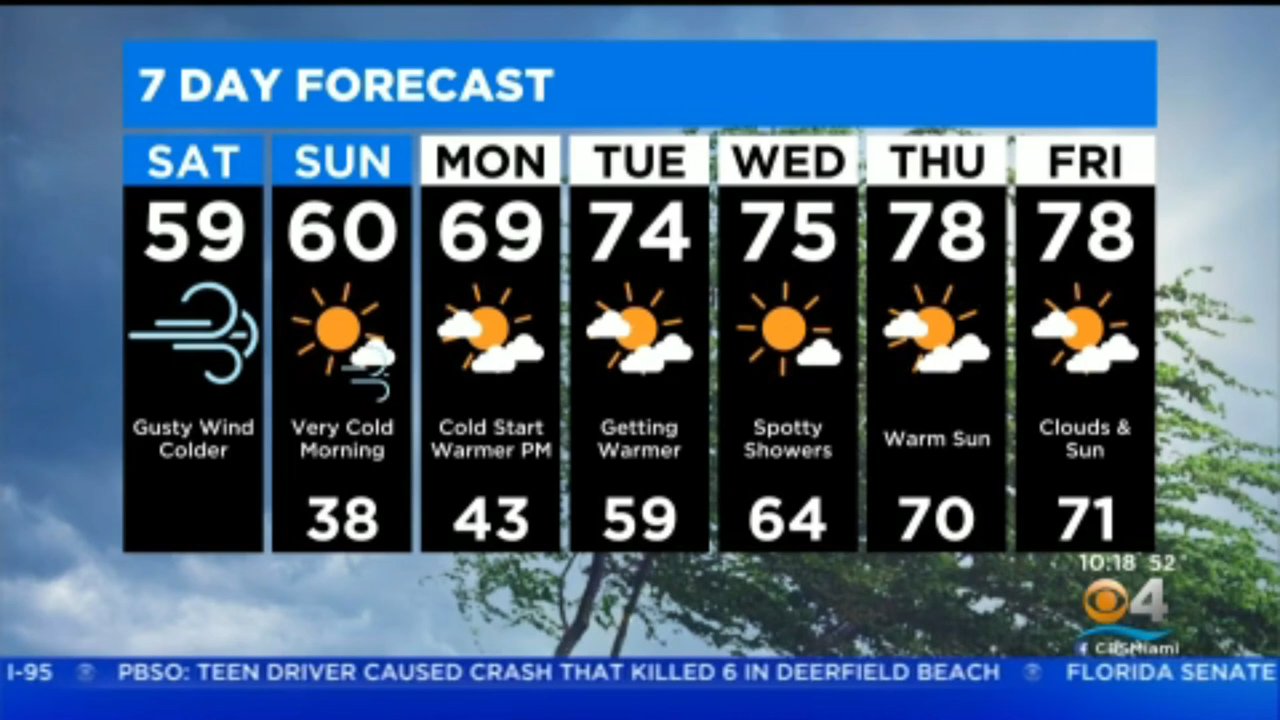 7 DAY FORECAST
SAT SUN MON TUE WED THU FRI
59 60 69 74 75 78 78
Gusty Wind
Colder
Very Cold
Morning
Cold Start
Warmer PM
Getting
Warmer
Spotty
Showers
Warm Sun
Clouds &
Sun
38 43 59 64 70 71
10:18 52°
4
f CBSMiami
I-95 PBSO: TEEN DRIVER CAUSED CRASH THAT KILLED 6 IN DEERFIELD BEACH FLORIDA SENATE